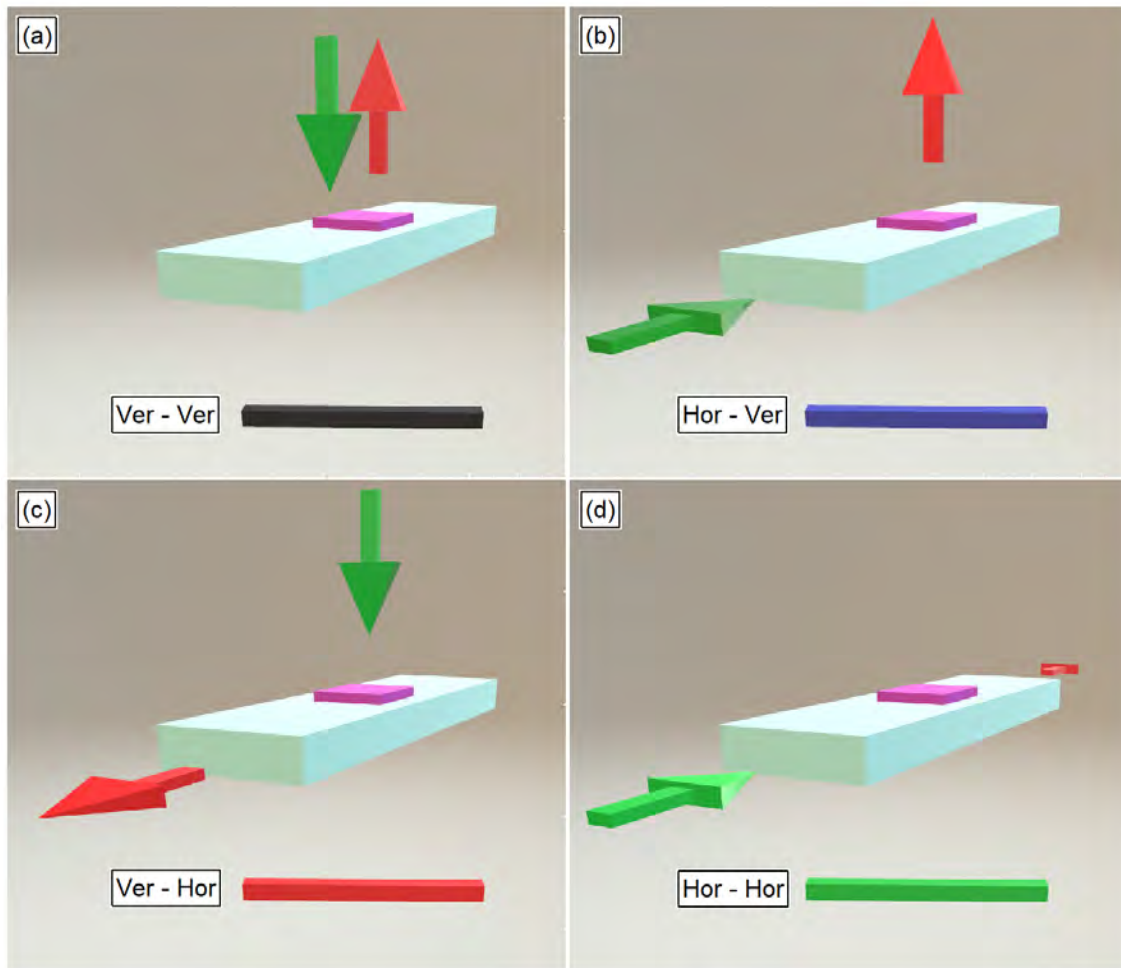 (a)
(b)
Ver - Ver
Hor - Ver
(c)
(d)
Ver - Hor
Hor - Hor